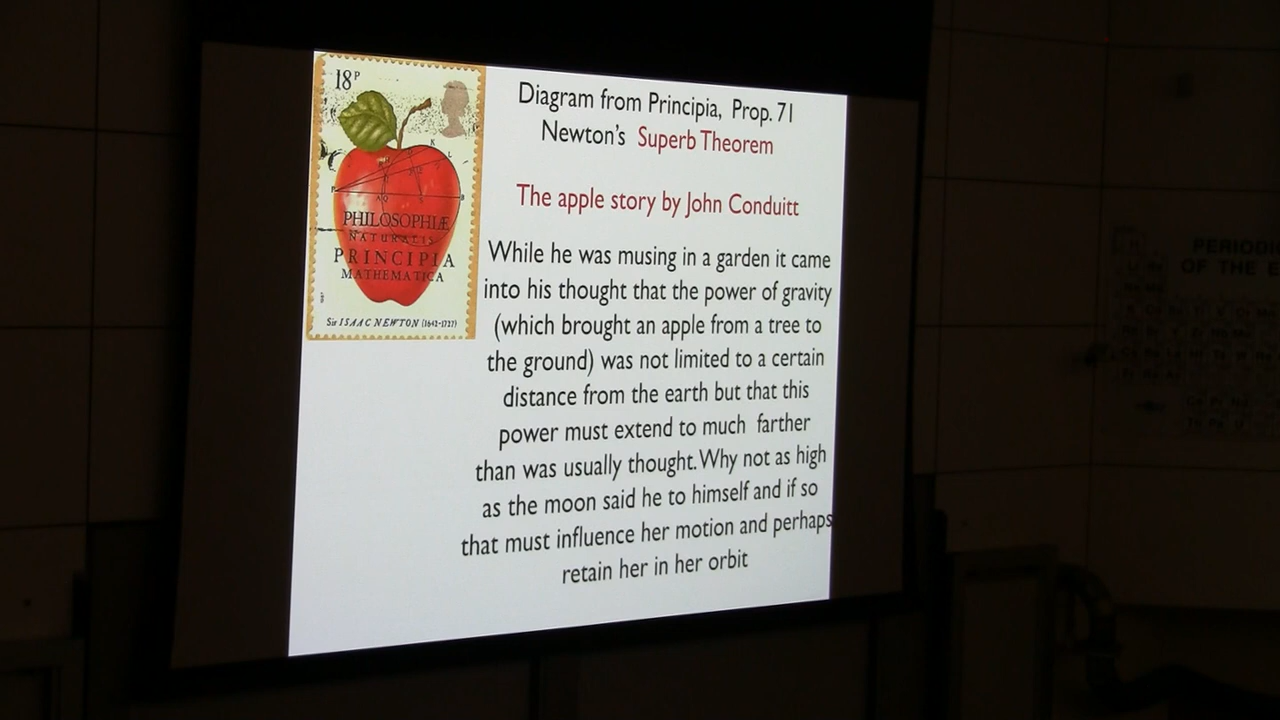 18P
PHILOSOPHIÆ
NATURALIS
PRINCIPIA
MATHEMATICA
Sir ISAAC NEWTON (1642-1727)
Diagram from Principia, Prop. 71
Newton's Superb Theorem
The apple story by John Conduitt
While he was musing in a garden it came
into his thought that the power of gravity
(which brought an apple from a tree to
the ground) was not limited to a certain
distance from the earth but that this
power must extend to much farther
than was usually thought. Why not as high
as the moon said he to himself and if so
that must influence her motion and perhaps
retain her in her orbit
PERIODI
OF THE E